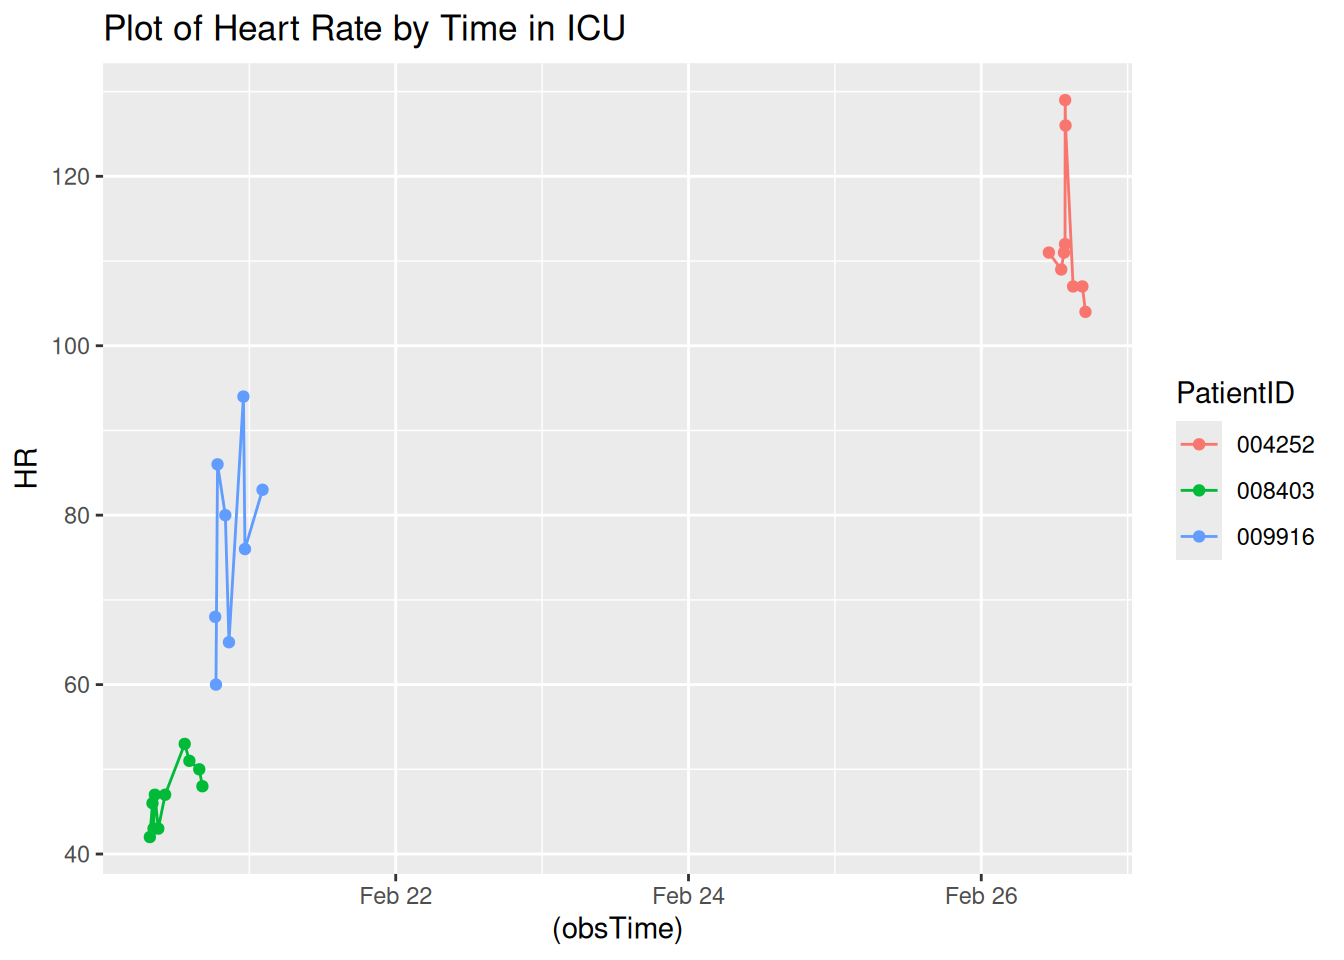 Plot of Heart Rate by Time in ICU
120
100
80
60
40
HR
Feb 22
Feb 24
Feb 26
(obsTime)
PatientID
004252
008403
009916